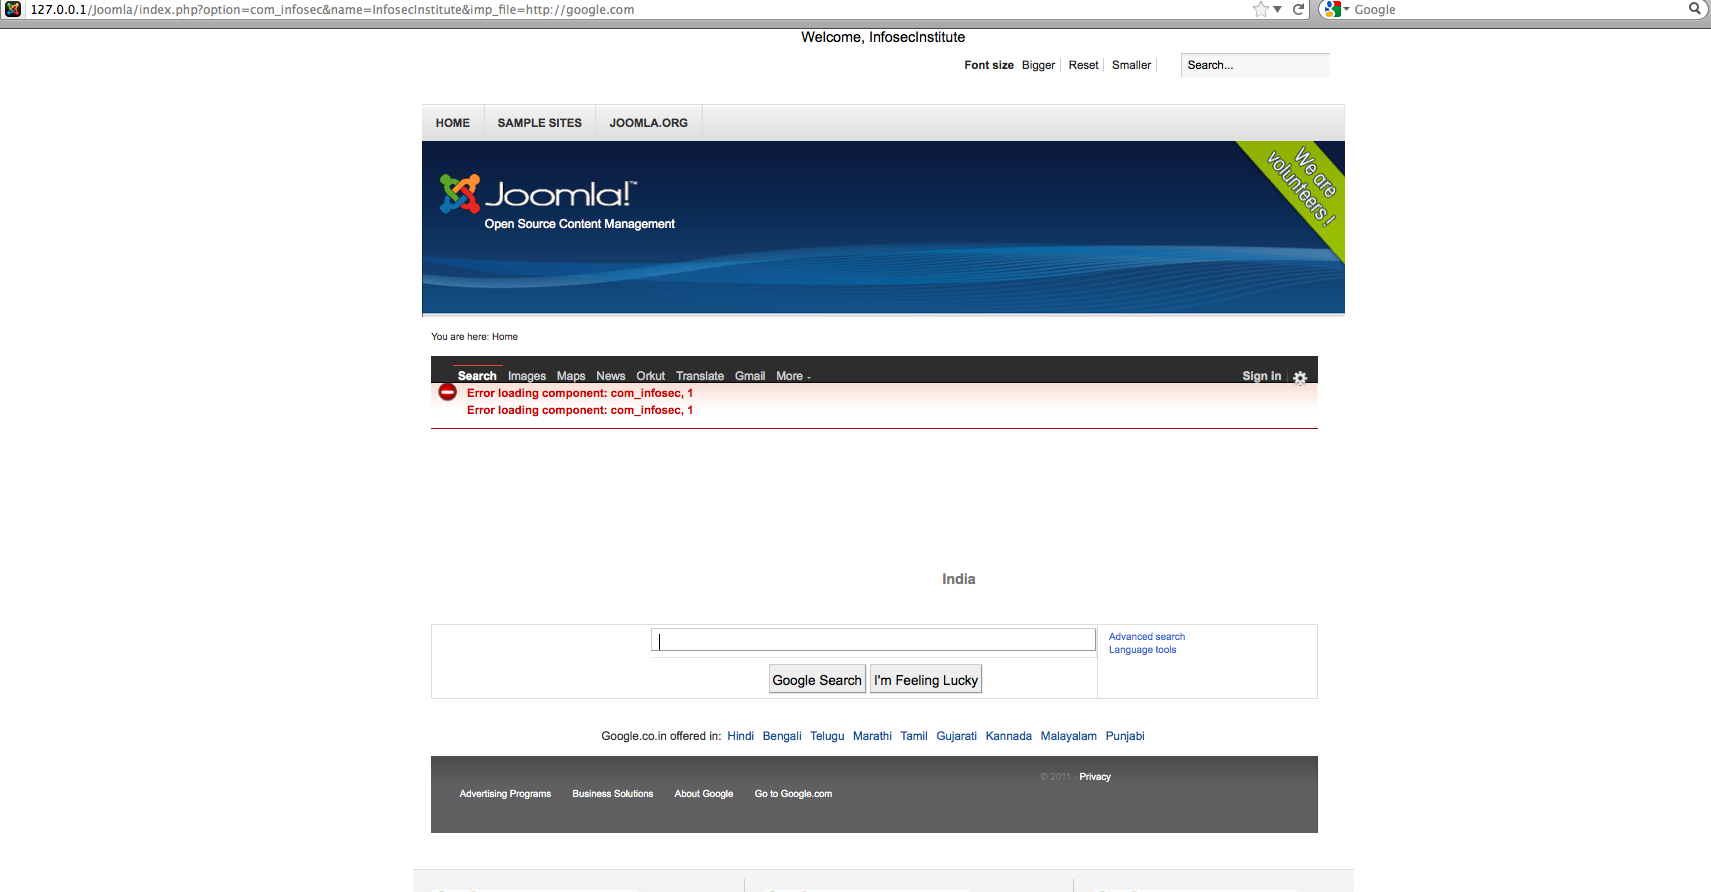 127.0.0.1/Joomla/index.php?option=com_infosec&name=InfosecInstitute&imp_file=http://google.com
Google
Welcome, InfosecInstitute
Font size Bigger Reset Smaller Search...
HOME SAMPLE SITES JOOMLA.ORG
We are
volunteers !
Joomla!™
Open Source Content Management
You are here: Home
Search Images Maps News Orkut Translate Gmail More Sign in
Error loading component: com_infosec, 1
Error loading component: com_infosec, 1
India
Advanced search
Language tools
Google Search I'm Feeling Lucky
Google.co.in offered in: Hindi Bengali Telugu Marathi Tamil Gujarati Kannada Malayalam Punjabi
© 2011 - Privacy
Advertising Programs Business Solutions About Google Go to Google.com